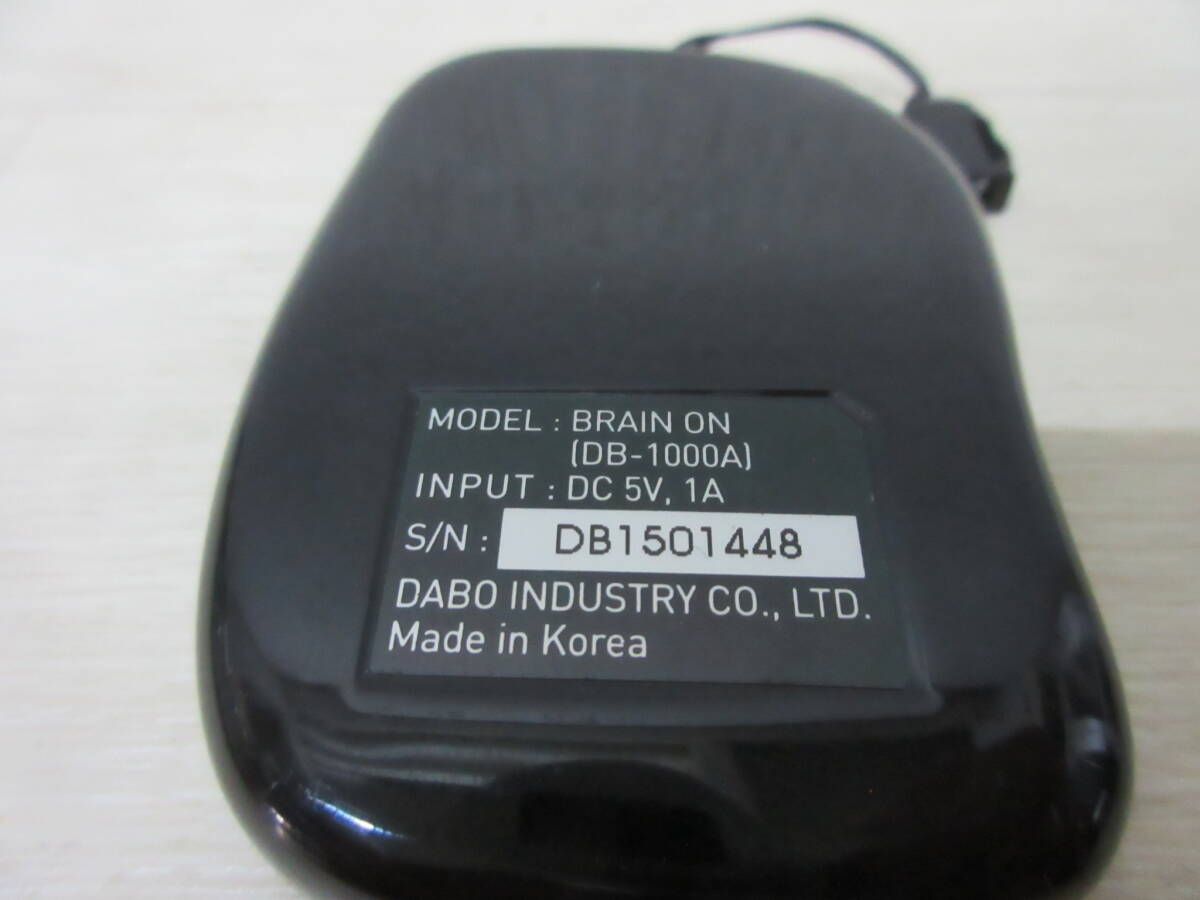 MODEL : BRAIN ON
(DB-1000A)
INPUT : DC 5V, 1A
S/N : DB1501448
DABO INDUSTRY CO., LTD.
Made in Korea